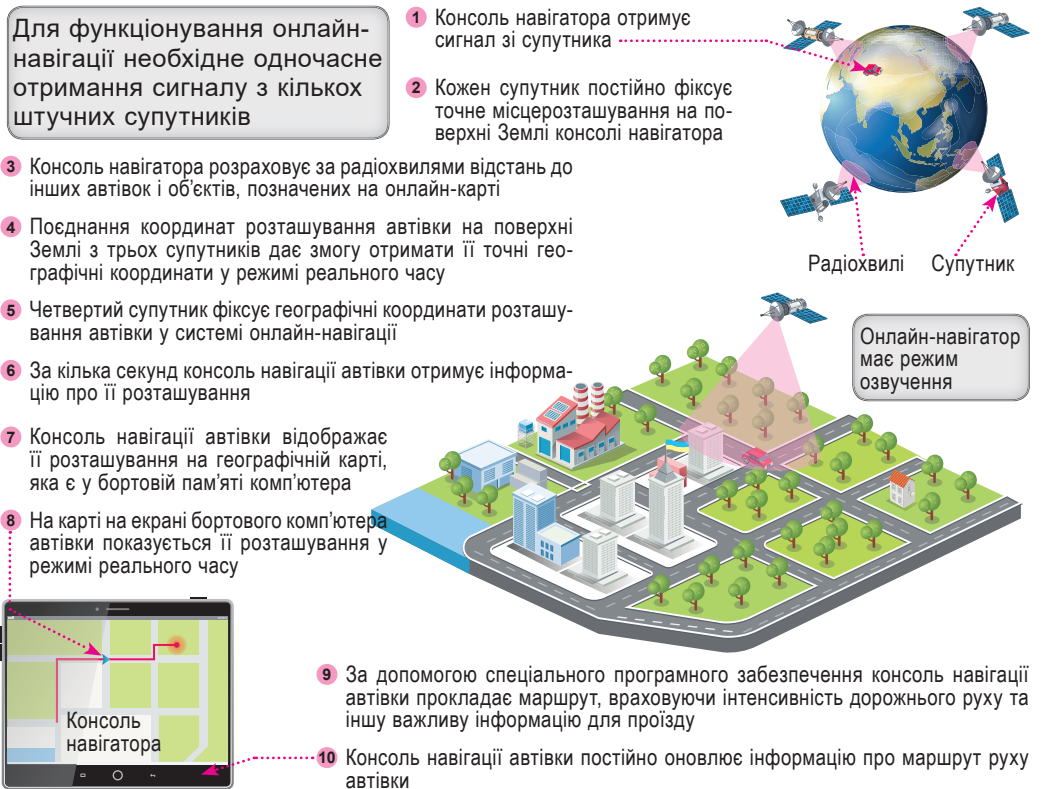 Для функціонування онлайн-
навігації необхідне одночасне
отримання сигналу з кількох
штучних супутників
1 Консоль навігатора отримує
сигнал зі супутника
2 Кожен супутник постійно фіксує
точне місцерозташування на по-
верхні Землі консолі навігатора
3 Консоль навігатора розраховує за радіохвилями відстань до
інших автівок і об’єктів, позначених на онлайн-карті
4 Поєднання координат розташування автівки на поверхні
Землі з трьох супутників дає змогу отримати її точні гео-
графічні координати у режимі реального часу
Радіохвилі
Супутник
5 Четвертий супутник фіксує географічні координати розташу-
вання автівки у системі онлайн-навігації
Онлайн-навігатор
має режим
озвучення
6 За кілька секунд консоль навігації автівки отримує інформа-
цію про її розташування
7 Консоль навігації автівки відображає
її розташування на географічній карті,
яка є у бортовій пам’яті комп’ютера
8 На карті на екрані бортового комп’ютера
автівки показується її розташування у
режимі реального часу
Консоль
навігатора
9 За допомогою спеціального програмного забезпечення консоль навігації
автівки прокладає маршрут, враховуючи інтенсивність дорожнього руху та
іншу важливу інформацію для проїзду
10 Консоль навігації автівки постійно оновлює інформацію про маршрут руху
автівки